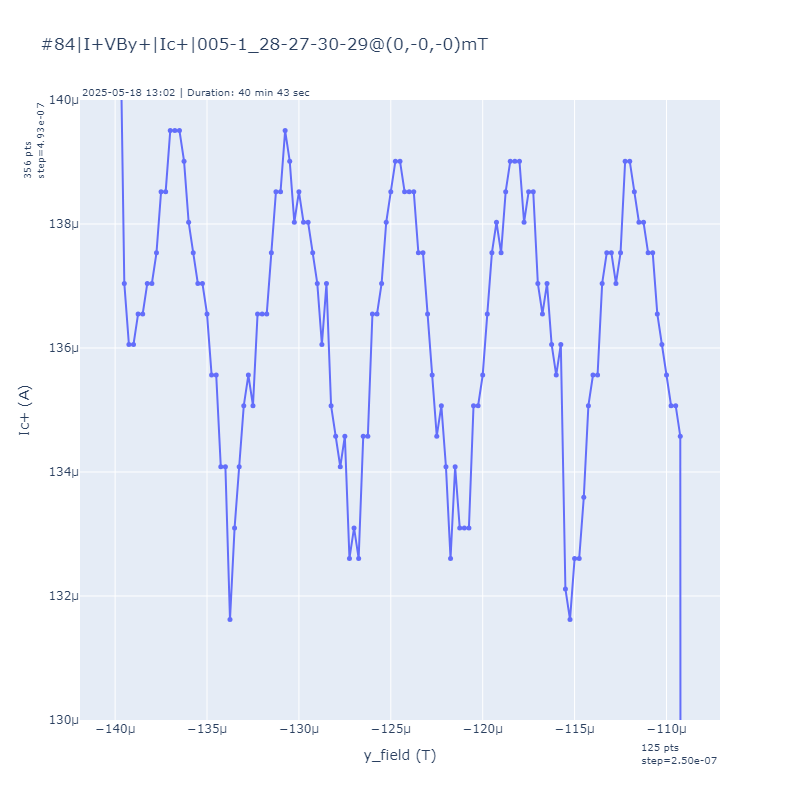 #84|I+VBy+|Ic+|005-1_28-27-30-29@(0,-0,-0)mT
2025-05-18 13:02 | Duration: 40 min 43 sec
356 pts
step=4.93e-07
140μ
138μ
136μ
134μ
132μ
130μ
Ic+ (A)
−140μ
−135μ
−130μ
−125μ
−120μ
−115μ
−110μ
y_field (T)
125 pts
step=2.50e-07